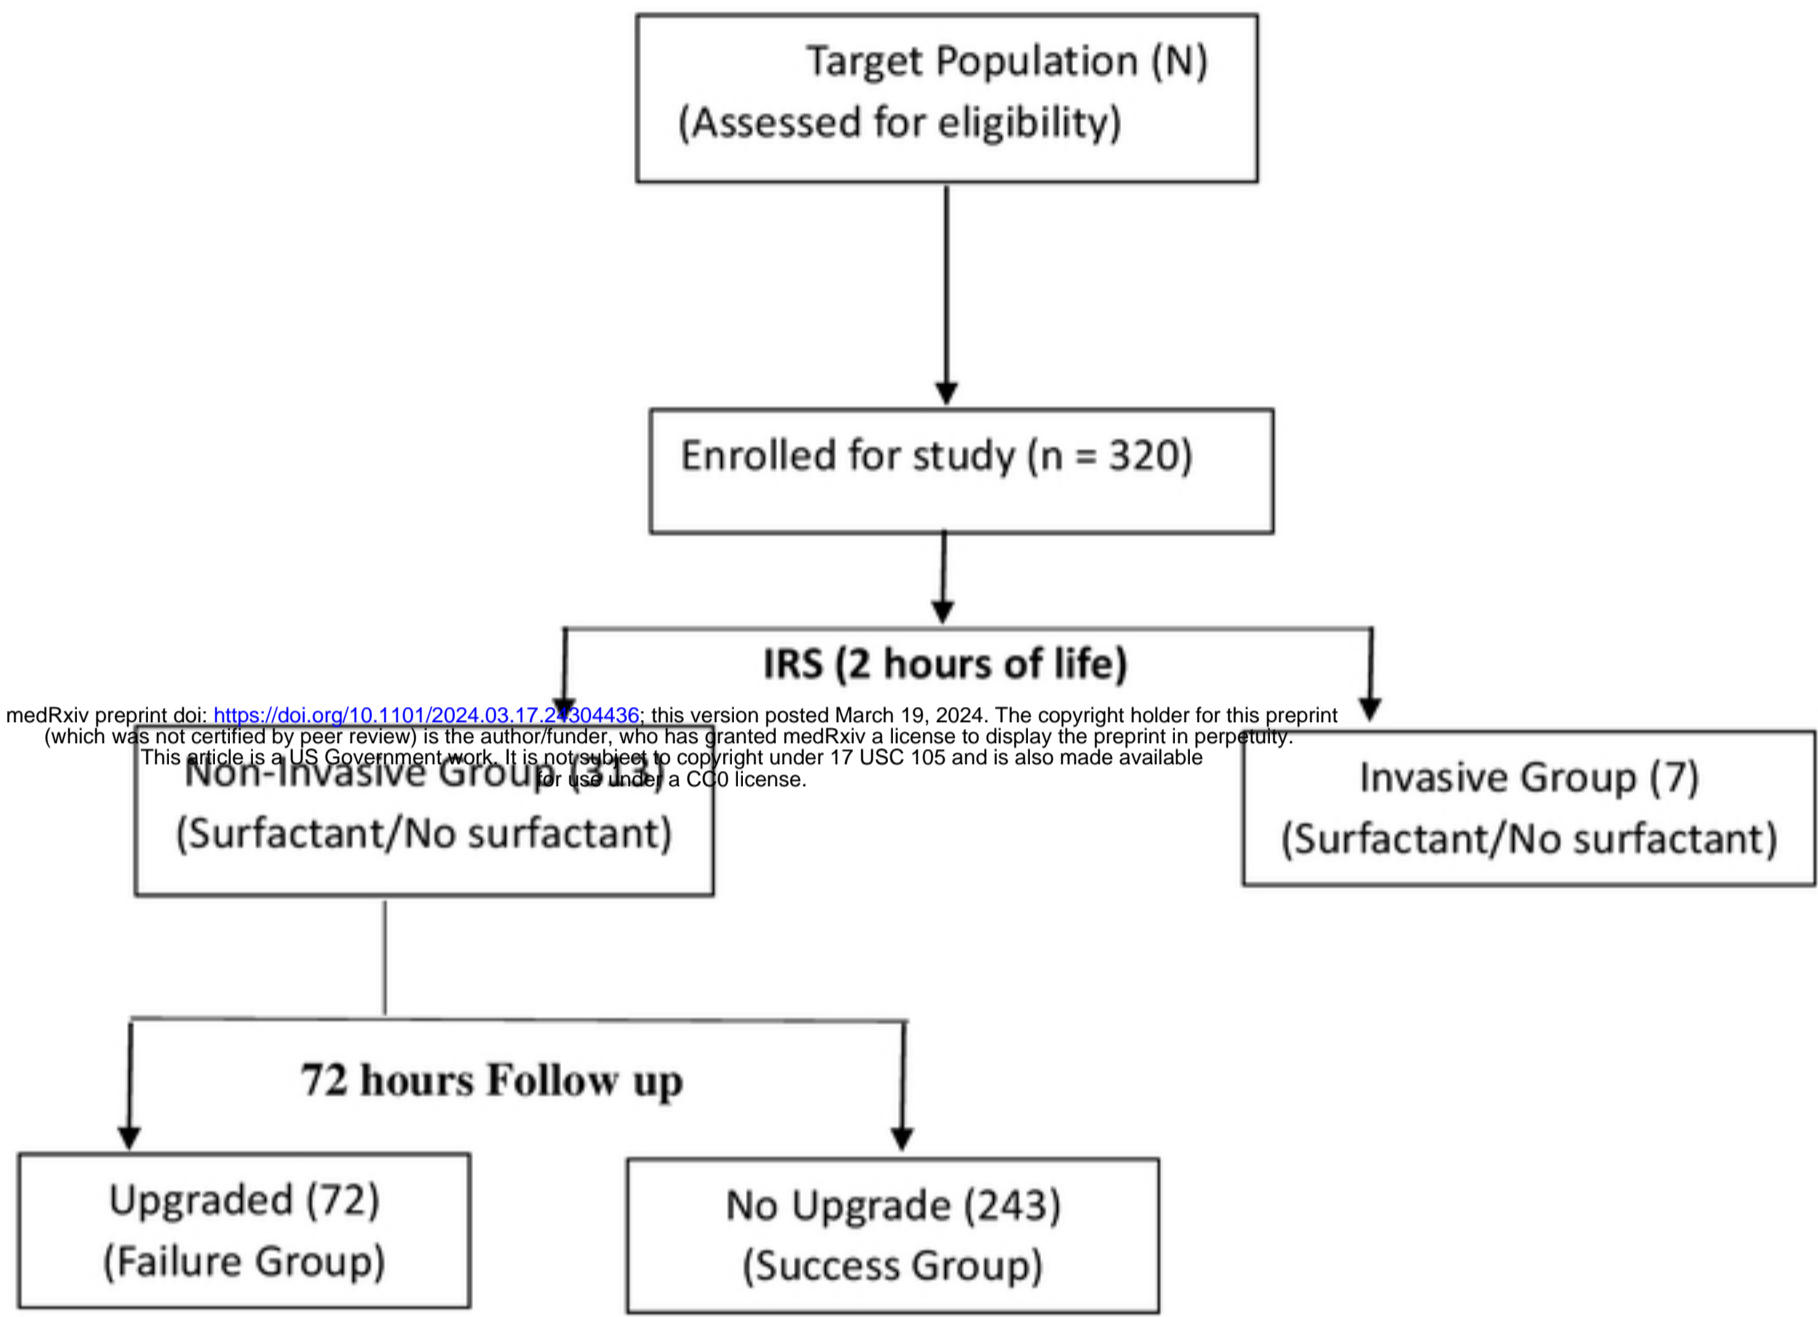 Target Population (N)
(Assessed for eligibility)
Enrolled for study (n = 320)
IRS (2 hours of life)
medRxiv preprint doi: https://doi.org/10.1101/2024.03.17.24304436; this version posted March 19, 2024. The copyright holder for this preprint
(which was not certified by peer review) is the author/funder, who has granted medRxiv a license to display the preprint in perpetuity.
This article is a US Government work. It is not subject to copyright under 17 USC 105 and is also made available
for use under a CC0 license.
Non-Invasive Group (313)
(Surfactant/No surfactant)
Invasive Group (7)
(Surfactant/No surfactant)
72 hours Follow up
Upgraded (72)
(Failure Group)
No Upgrade (243)
(Success Group)